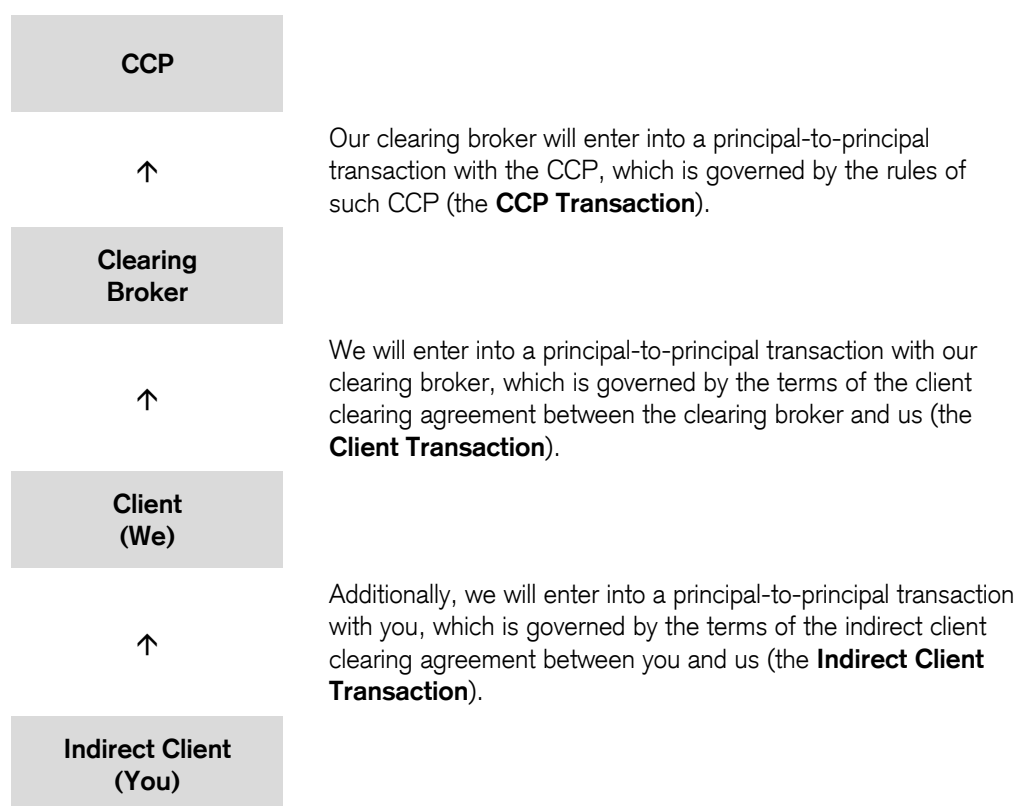 CCP
↑
Our clearing broker will enter into a principal-to-principal
transaction with the CCP, which is governed by the rules of
such CCP (the CCP Transaction).
Clearing
Broker
↑
We will enter into a principal-to-principal transaction with our
clearing broker, which is governed by the terms of the client
clearing agreement between the clearing broker and us (the
Client Transaction).
Client
(We)
↑
Additionally, we will enter into a principal-to-principal transaction
with you, which is governed by the terms of the indirect client
clearing agreement between you and us (the Indirect Client
Transaction).
Indirect Client
(You)